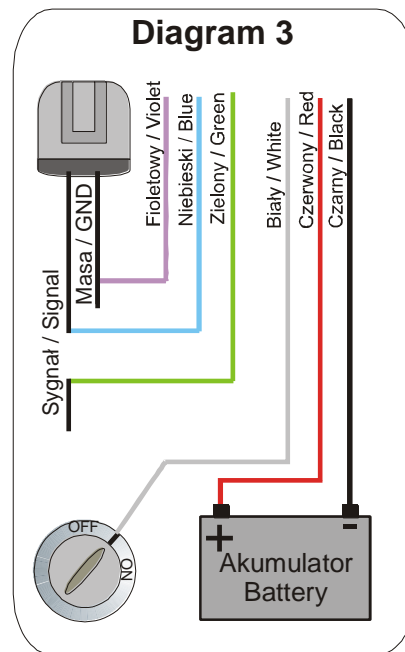 Diagram 3
Fioletowy / Violet
Niebieski / Blue
Zielony / Green
Biały / White
Czerwony / Red
Czarny / Black
Masa / GND
Sygnał / Signal
OFF
ON
+
-
Akumulator
Battery